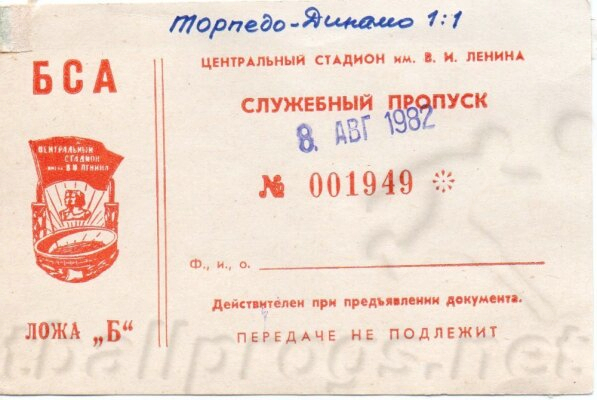 Торпедо-Динамо 1:1
БСА
ЦЕНТРАЛЬНЫЙ СТАДИОН им. В. И. ЛЕНИНА
СЛУЖЕБНЫЙ ПРОПУСК
8. АВГ 1982
№ 001949
ЦЕНТРАЛЬНЫЙ
СТАДИОН
ИМЕНИ В И ЛЕНИНА
Ф., и., о.
Действителен при предъявлении документа.
ЛОЖА „Б“
ПЕРЕДАЧЕ НЕ ПОДЛЕЖИТ